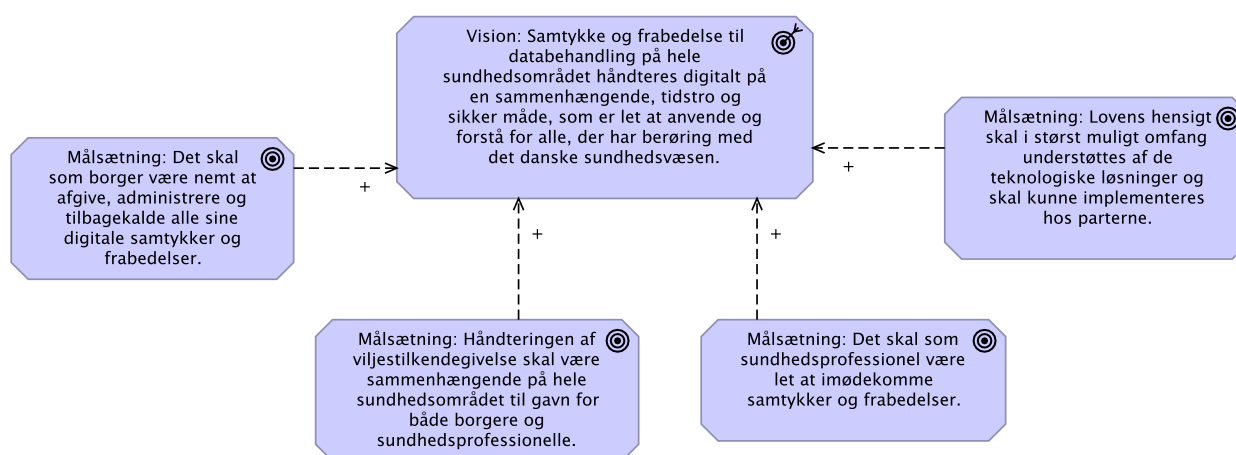 Vision: Samtykke og frabedelse til
databehandling på hele
sundhedsområdet håndteres digitalt på
en sammenhængende, tidstro og
sikker måde, som er let at anvende og
forstå for alle, der har berøring med
det danske sundhedsvæsen.
Målsætning: Lovens hensigt
skal i størst muligt omfang
understøttes af de
teknologiske løsninger og
skal kunne implementeres
hos parterne.
Målsætning: Det skal
som borger være nemt at
afgive, administrere og
tilbagekalde alle sine
digitale samtykker og
frabedelser.
+
+
+
+
Målsætning: Håndteringen af
viljestilkendegivelse skal være
sammenhængende på hele
sundhedsområdet til gavn for
både borgere og
sundhedsprofessionelle.
Målsætning: Det skal som
sundhedsprofessionel være
let at imødekomme
samtykker og frabedelser.